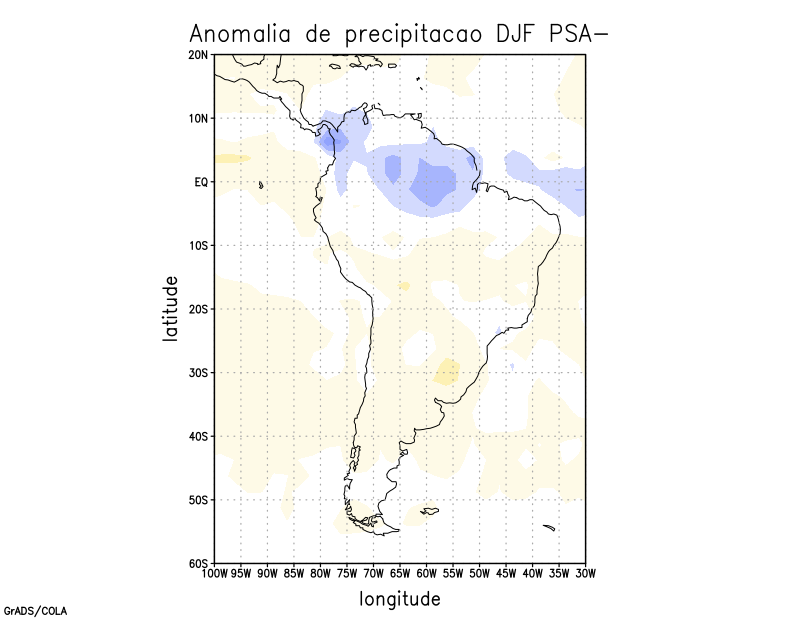 Anomalia de precipitacao DJF PSA-
20N
10N
EQ
10S
20S
30S
40S
50S
60S
latitude
100W 95W 90W 85W 80W 75W 70W 65W 60W 55W 50W 45W 40W 35W 30W
longitude
GrADS/COLA